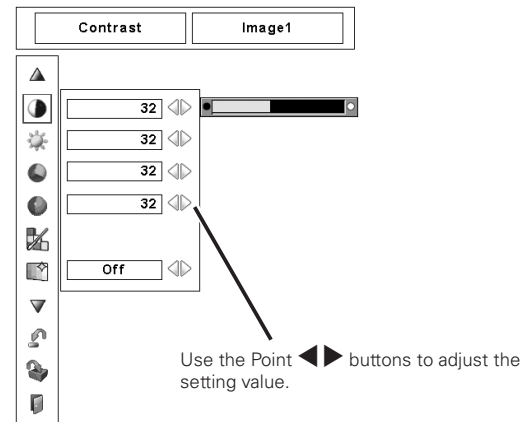 Contrast Image1
32
32
32
32
Off
Use the Point ◀▶ buttons to adjust the
setting value.